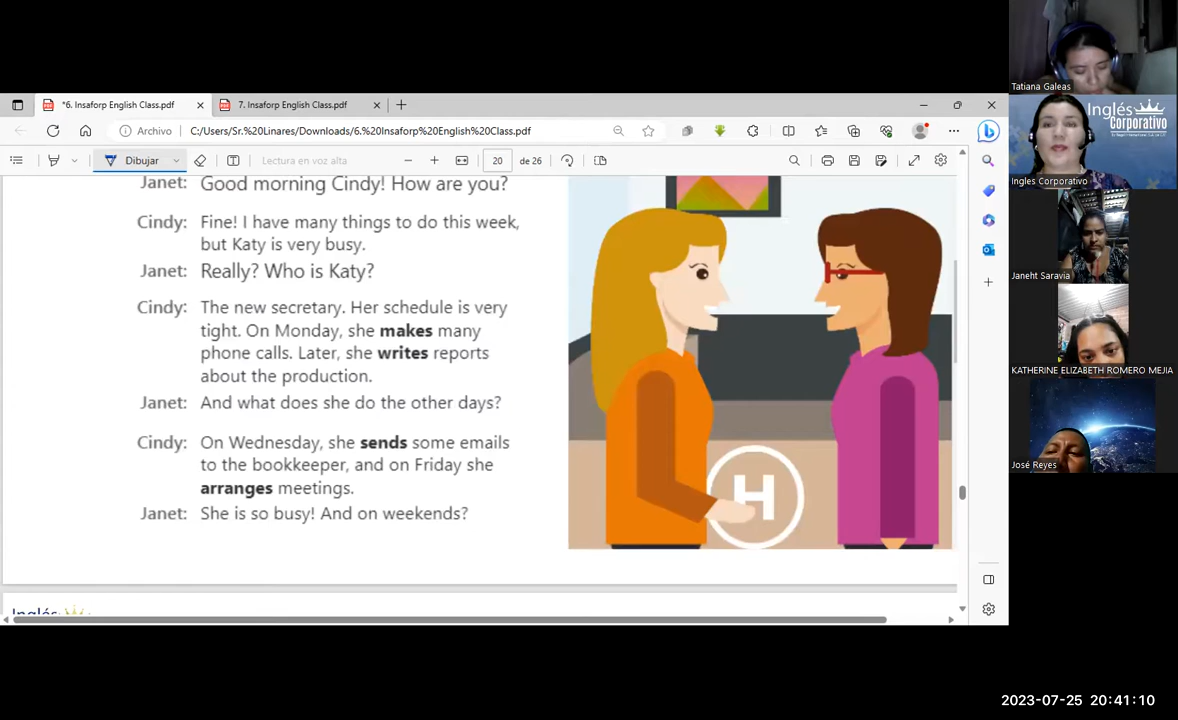 *6. Insaforp English Class.pdf
7. Insaforp English Class.pdf
Archivo
C:/Users/Sr.%20Linares/Downloads/6.%20Insaforp%20English%20Class.pdf
Dibujar
Lectura en voz alta
20
de 26
Janet: Good morning Cindy! How are you?
Cindy: Fine! I have many things to do this week,
but Katy is very busy.
Janet: Really? Who is Katy?
Cindy: The new secretary. Her schedule is very
tight. On Monday, she makes many
phone calls. Later, she writes reports
about the production.
Janet: And what does she do the other days?
Cindy: On Wednesday, she sends some emails
to the bookkeeper, and on Friday she
arranges meetings.
Janet: She is so busy! And on weekends?
H
Inglés
Tatiana Galeas
Inglés
Corporativo
Ingles Corporativo
Janeht Saravia
KATHERINE ELIZABETH ROMERO MEJIA
José Reyes
2023-07-25 20:41:10